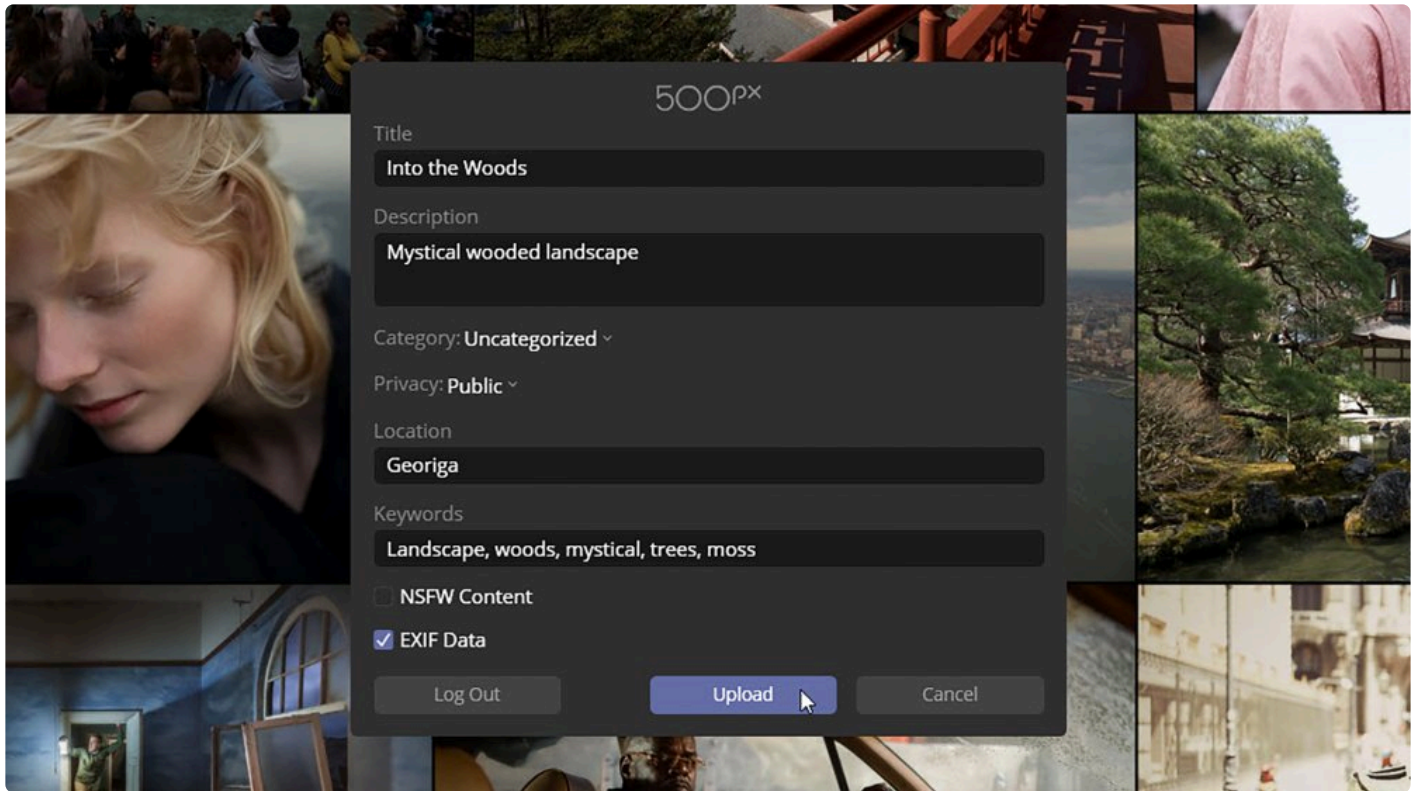 500px
Title
Into the Woods
Description
Mystical wooded landscape
Category: Uncategorized
Privacy: Public
Location
Georiga
Keywords
Landscape, woods, mystical, trees, moss
NSFW Content
EXIF Data
Log Out Upload Cancel